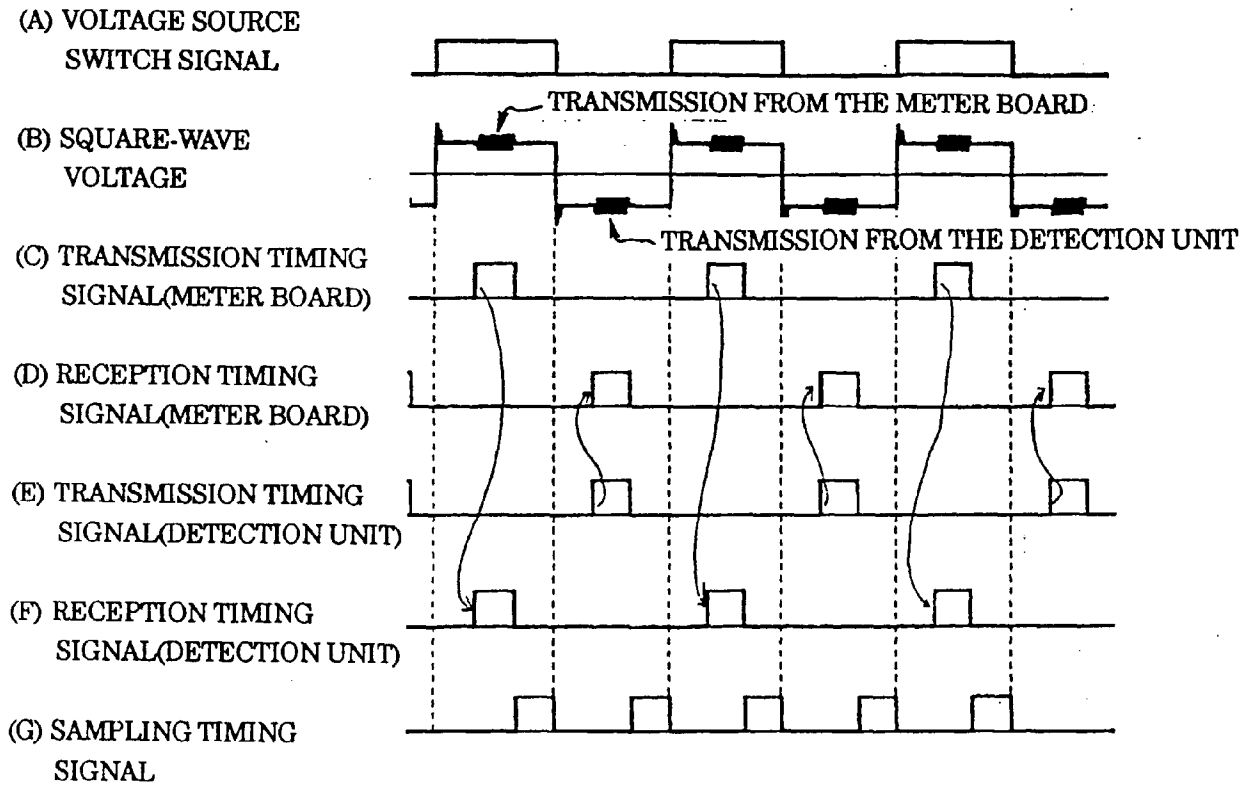 (A) VOLTAGE SOURCE
SWITCH SIGNAL
TRANSMISSION FROM THE METER BOARD
(B) SQUARE-WAVE
VOLTAGE
TRANSMISSION FROM THE DETECTION UNIT
(C) TRANSMISSION TIMING
SIGNAL(METER BOARD)
(D) RECEPTION TIMING
SIGNAL(METER BOARD)
(E) TRANSMISSION TIMING
SIGNAL(DETECTION UNIT)
(F) RECEPTION TIMING
SIGNAL(DETECTION UNIT)
(G) SAMPLING TIMING
SIGNAL